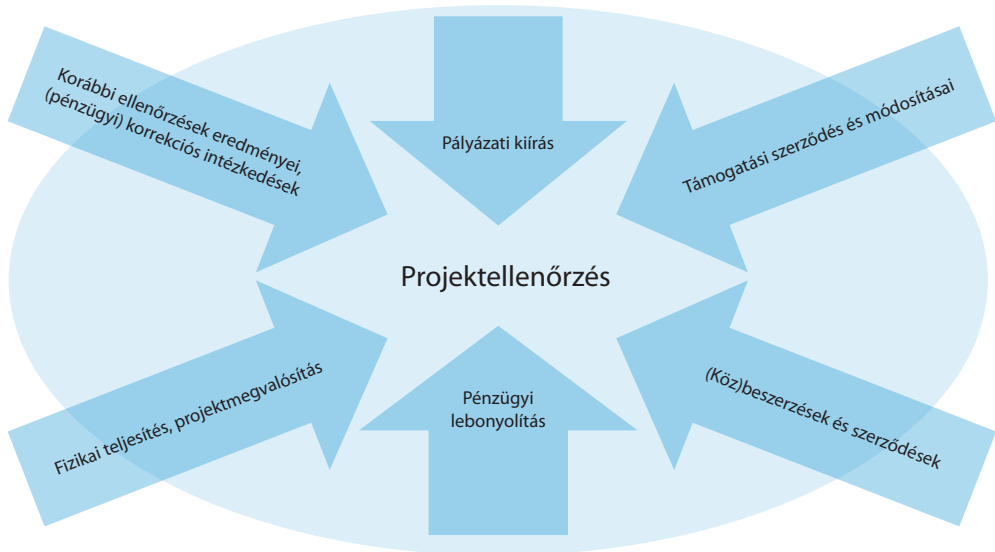 Korábbi ellenőrzések eredményei,
(pénzügyi) korrekciós intézkedések
Pályázati kiírás
Támogatási szerződés és módosításai
Projektellenőrzés
Fizikai teljesítés, projektmegvalósítás
Pénzügyi
lebonyolítás
(Köz)beszerzések és szerződések